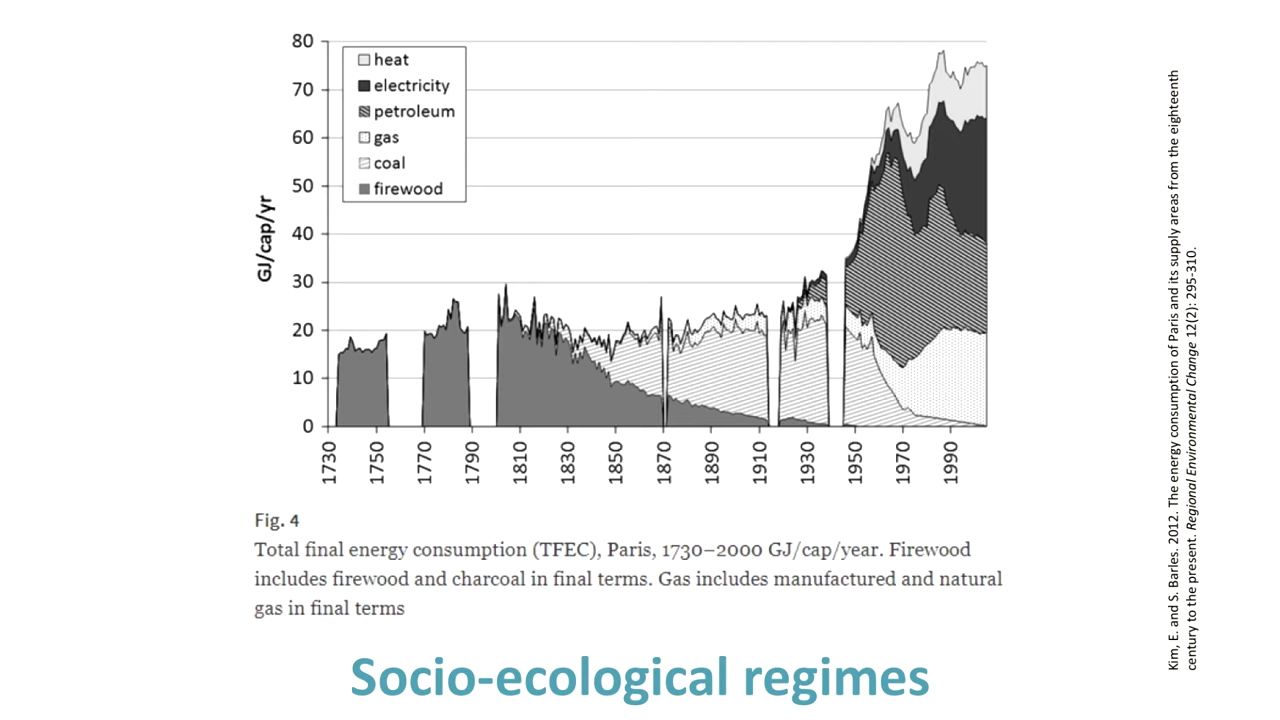 80
70
60
50
40
30
20
10
0
GJ/cap/yr
heat
electricity
petroleum
gas
coal
firewood
1730
1750
1770
1790
1810
1830
1850
1870
1890
1910
1930
1950
1970
1990
Fig. 4
Total final energy consumption (TFEC), Paris, 1730–2000 GJ/cap/year. Firewood
includes firewood and charcoal in final terms. Gas includes manufactured and natural
gas in final terms
Socio-ecological regimes
Kim, E. and S. Barles. 2012. The energy consumption of Paris and its supply areas from the eighteenth
century to the present. Regional Environmental Change 12(2): 295-310.